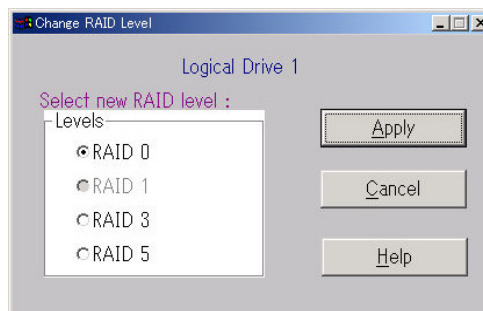 Change RAID Level
Logical Drive 1
Select new RAID level :
Levels
RAID 0
RAID 1
RAID 3
RAID 5
Apply
Cancel
Help